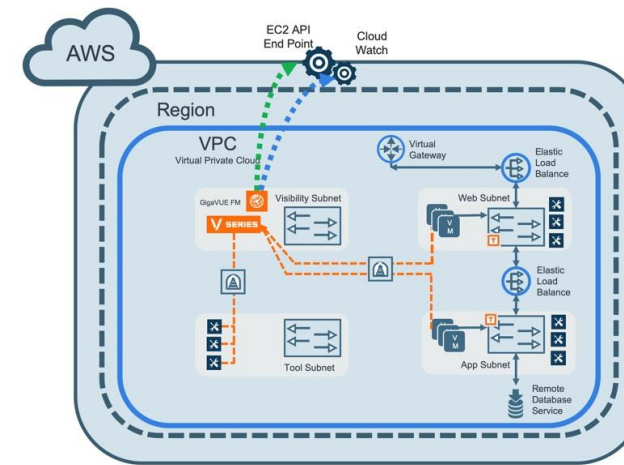 EC2 API
End Point
Cloud
Watch
AWS
Region
VPC
Virtual Private Cloud
Virtual
Gateway
Elastic
Load
Balance
GigaVUE FM
Visibility Subnet
Web Subnet
V SERIES
V
M
T
Elastic
Load
Balance
T
V
M
Tool Subnet
App Subnet
Remote
Database
Service